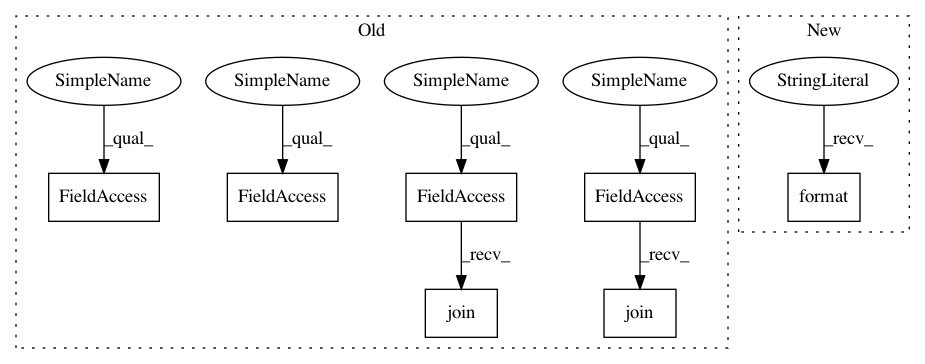 Old
New
SimpleName
SimpleName
SimpleName
SimpleName
StringLiteral
_qual_
_qual_
_qual_
_qual_
_recv_
FieldAccess
FieldAccess
FieldAccess
FieldAccess
format
_recv_
_recv_
join
join